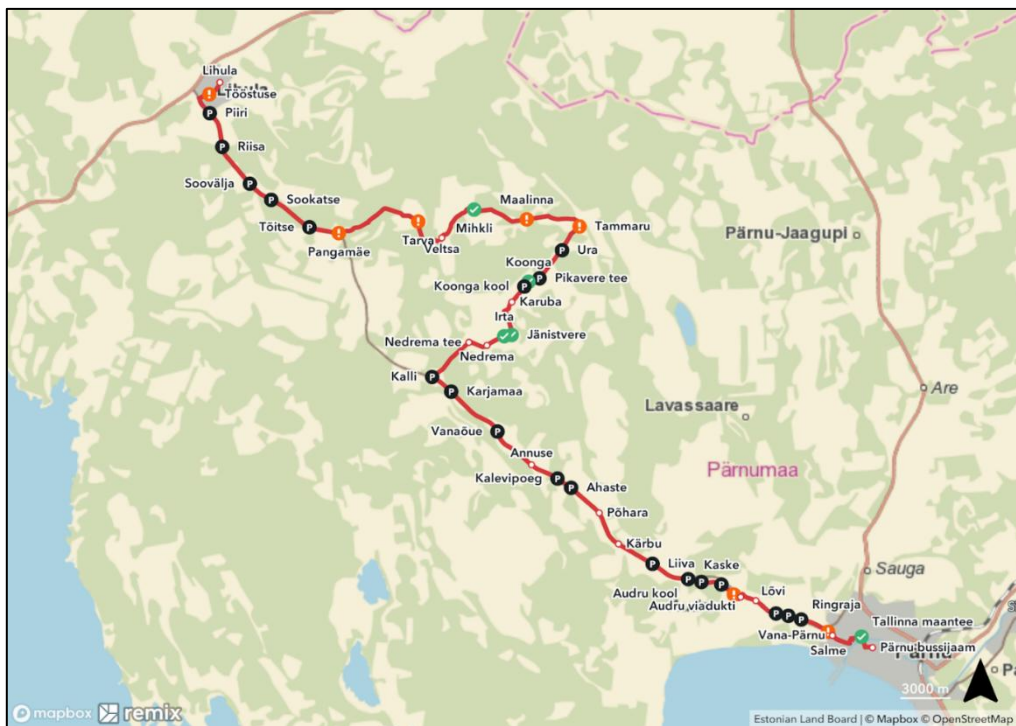 Lihula
Tööstuse
Piiri
Riisa
Soovälja
Sookatse
Tõitse
Pangamäe
Tarva
Veltsa
Mihkli
Maalinna
Tammaru
Ura
Koonga
Pikavere tee
Koonga kool
Karuba
Irta
Jänistvere
Nedrema tee
Nedrema
Kalli
Karjamaa
Vanaõue
Annuse
Kalevipoeg
Ahaste
Põhara
Kärbu
Liiva
Kaske
Audru kool
Audru viadukti
Lõvi
Ringraja
Vana-Pärnu
Salme
Tallinna maantee
Pärnu bussijaam
Pärnu-Jaagupi
Are
Lavassaare
Pärnumaa
Sauga
3000 m
mapbox remix
Estonian Land Board | © Mapbox © OpenStreetMap